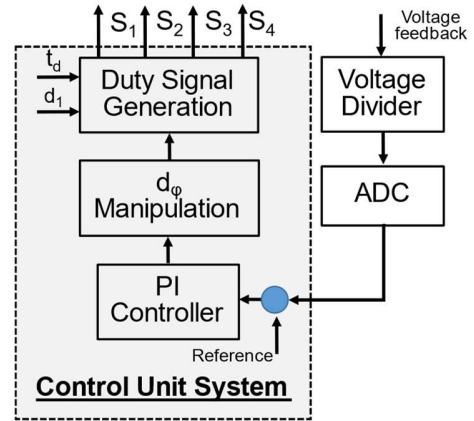 S1 S2 S3 S4
Voltage
feedback
td
d1
Duty Signal
Generation
Voltage
Divider
dφ
Manipulation
ADC
PI
Controller
Reference
Control Unit System